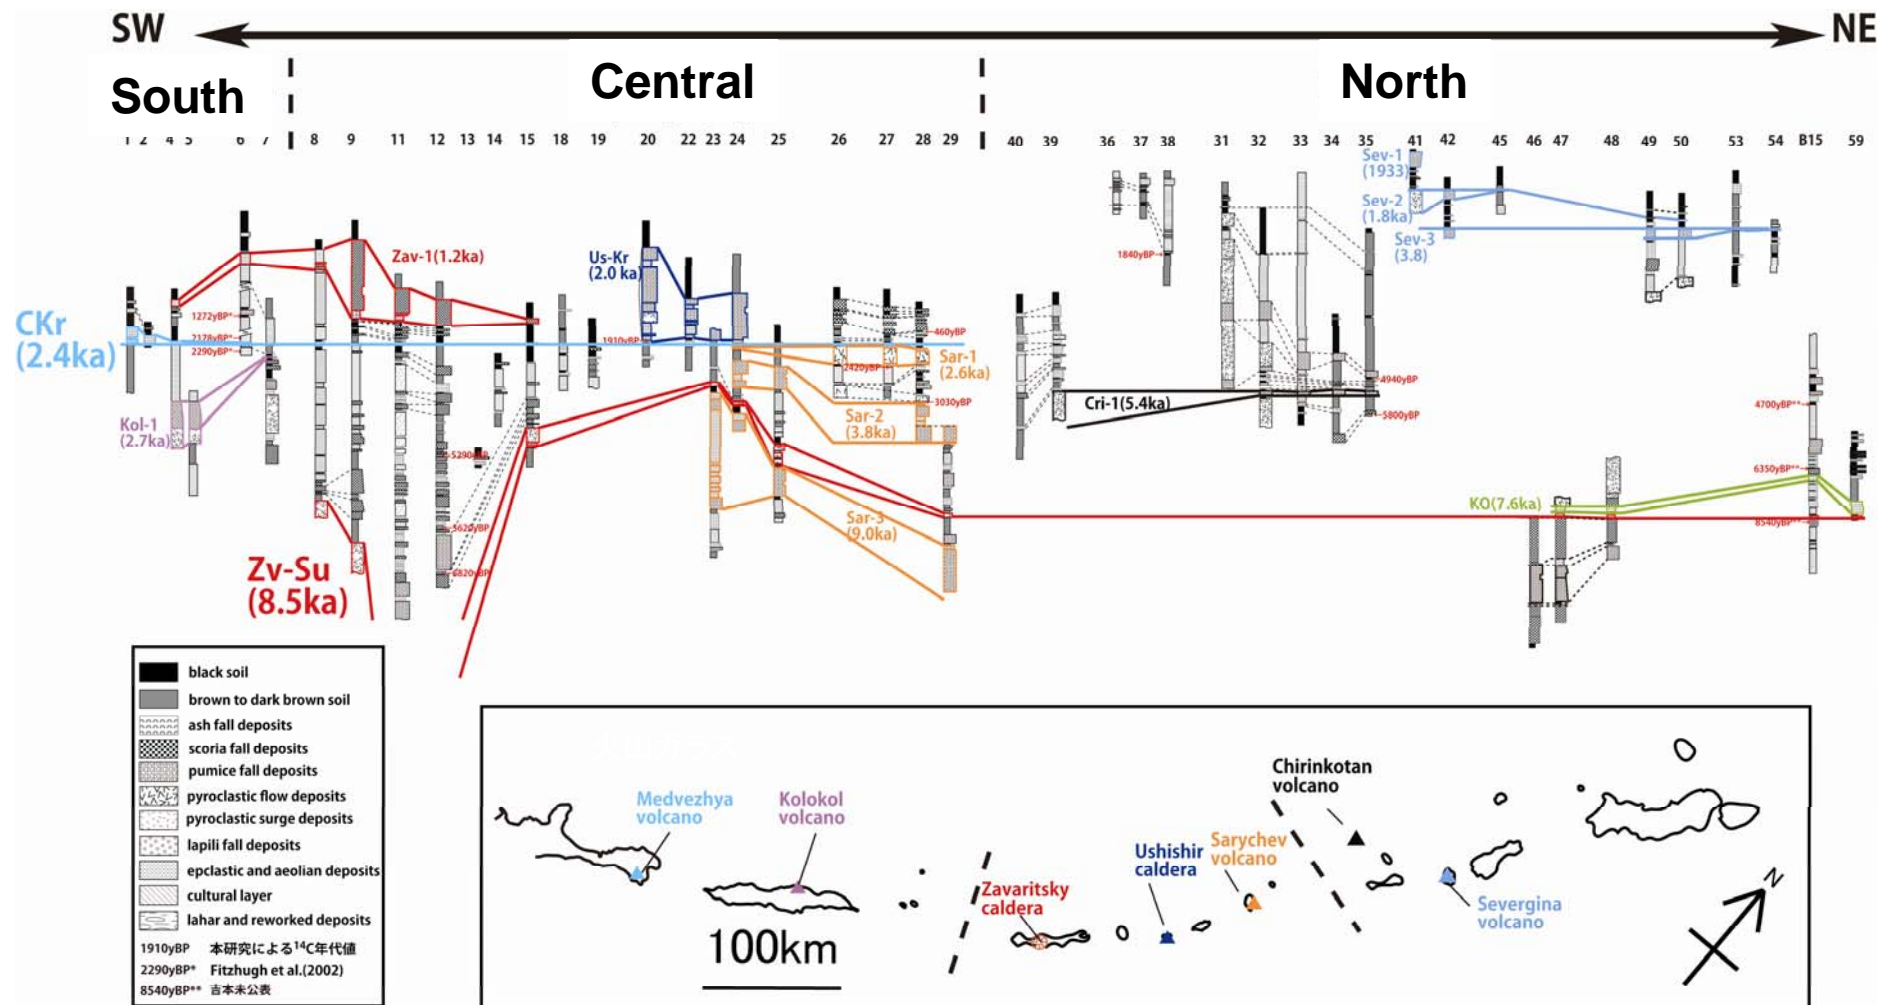 SW
NE
South
Central
North
1 2 4 5 6 7 8 9 11 12 13 14 15 18 19 20 22 23 24 25 26 27 28 29 40 39 36 37 38 31 32 33 34 35 41 42 45 46 47 48 49 50 53 54 B15 59
Sev-1
(1933)
Sev-2
(1.8ka)
Sev-3
(3.8)
Zav-1(1.2ka)
Us-Kr
(2.0 ka)
1840yBP
CKr
(2.4ka)
1272yBP*
2178yBP*
2290yBP*
1910yBP
460yBP
Sar-1
(2.6ka)
2420yBP
3030yBP
4940yBP
Cri-1(5.4ka)
5800yBP
4700yBP**
Kol-1
(2.7ka)
Sar-2
(3.8ka)
5290yBP
6350yBP**
KO(7.6ka)
Sar-3
(9.0ka)
5620yBP
8540yBP**
Zv-Su
(8.5ka)
6820yBP
black soil
brown to dark brown soil
ash fall deposits
scoria fall deposits
pumice fall deposits
pyroclastic flow deposits
pyroclastic surge deposits
lapili fall deposits
epclastic and aeolian deposits
cultural layer
lahar and reworked deposits
1910yBP 本研究による¹⁴C年代値
2290yBP* Fitzhugh et al.(2002)
8540yBP** 吉本未公表
Medvezhya
volcano
Kolokol
volcano
Zavaritsky
caldera
Ushishir
caldera
Sarychev
volcano
Chirinkotan
volcano
Severgina
volcano
100km
N